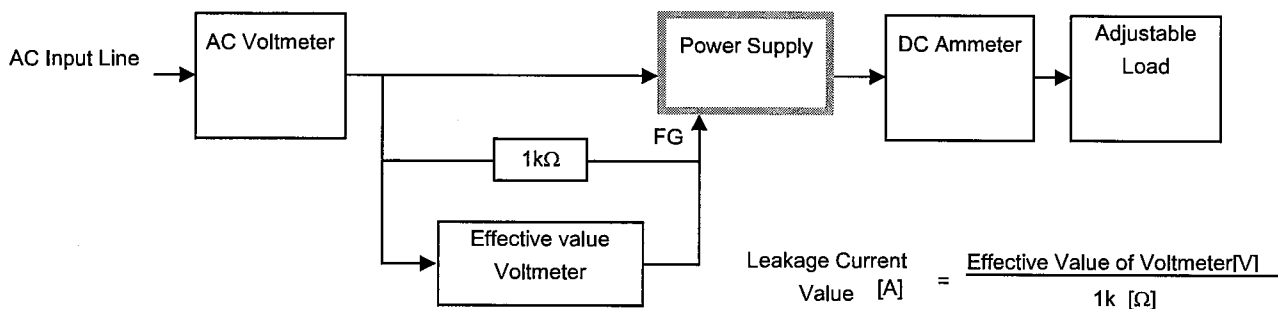 AC Input Line
AC Voltmeter
Power Supply
DC Ammeter
Adjustable
Load
FG
1kΩ
Effective value
Voltmeter
Leakage Current
Value [A]
=
Effective Value of Voltmeter[V]
1k [Ω]